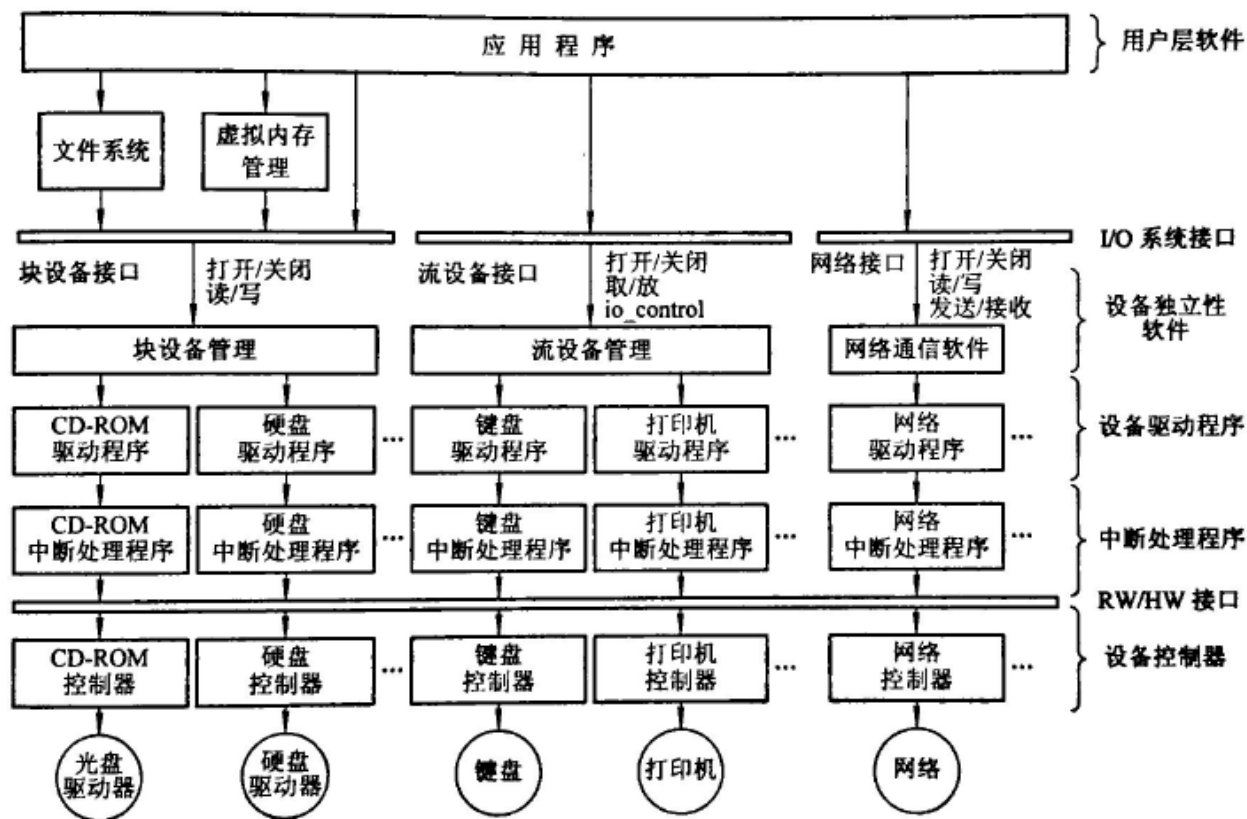 应 用 程 序
用户层软件
文件系统
虚拟内存
管理
I/O 系统接口
块设备接口
打开/关闭
读/写
流设备接口
打开/关闭
取/放
io_control
网络接口
打开/关闭
读/写
发送/接收
设备独立性
软件
块设备管理
流设备管理
网络通信软件
CD-ROM
驱动程序
硬盘
驱动程序
...
键盘
驱动程序
打印机
驱动程序
...
网络
驱动程序
...
设备驱动程序
CD-ROM
中断处理程序
硬盘
中断处理程序
...
键盘
中断处理程序
打印机
中断处理程序
...
网络
中断处理程序
...
中断处理程序
RW/HW 接口
CD-ROM
控制器
硬盘
控制器
...
键盘
控制器
打印机
控制器
...
网络
控制器
...
设备控制器
光盘
驱动器
硬盘
驱动器
键盘
打印机
网络